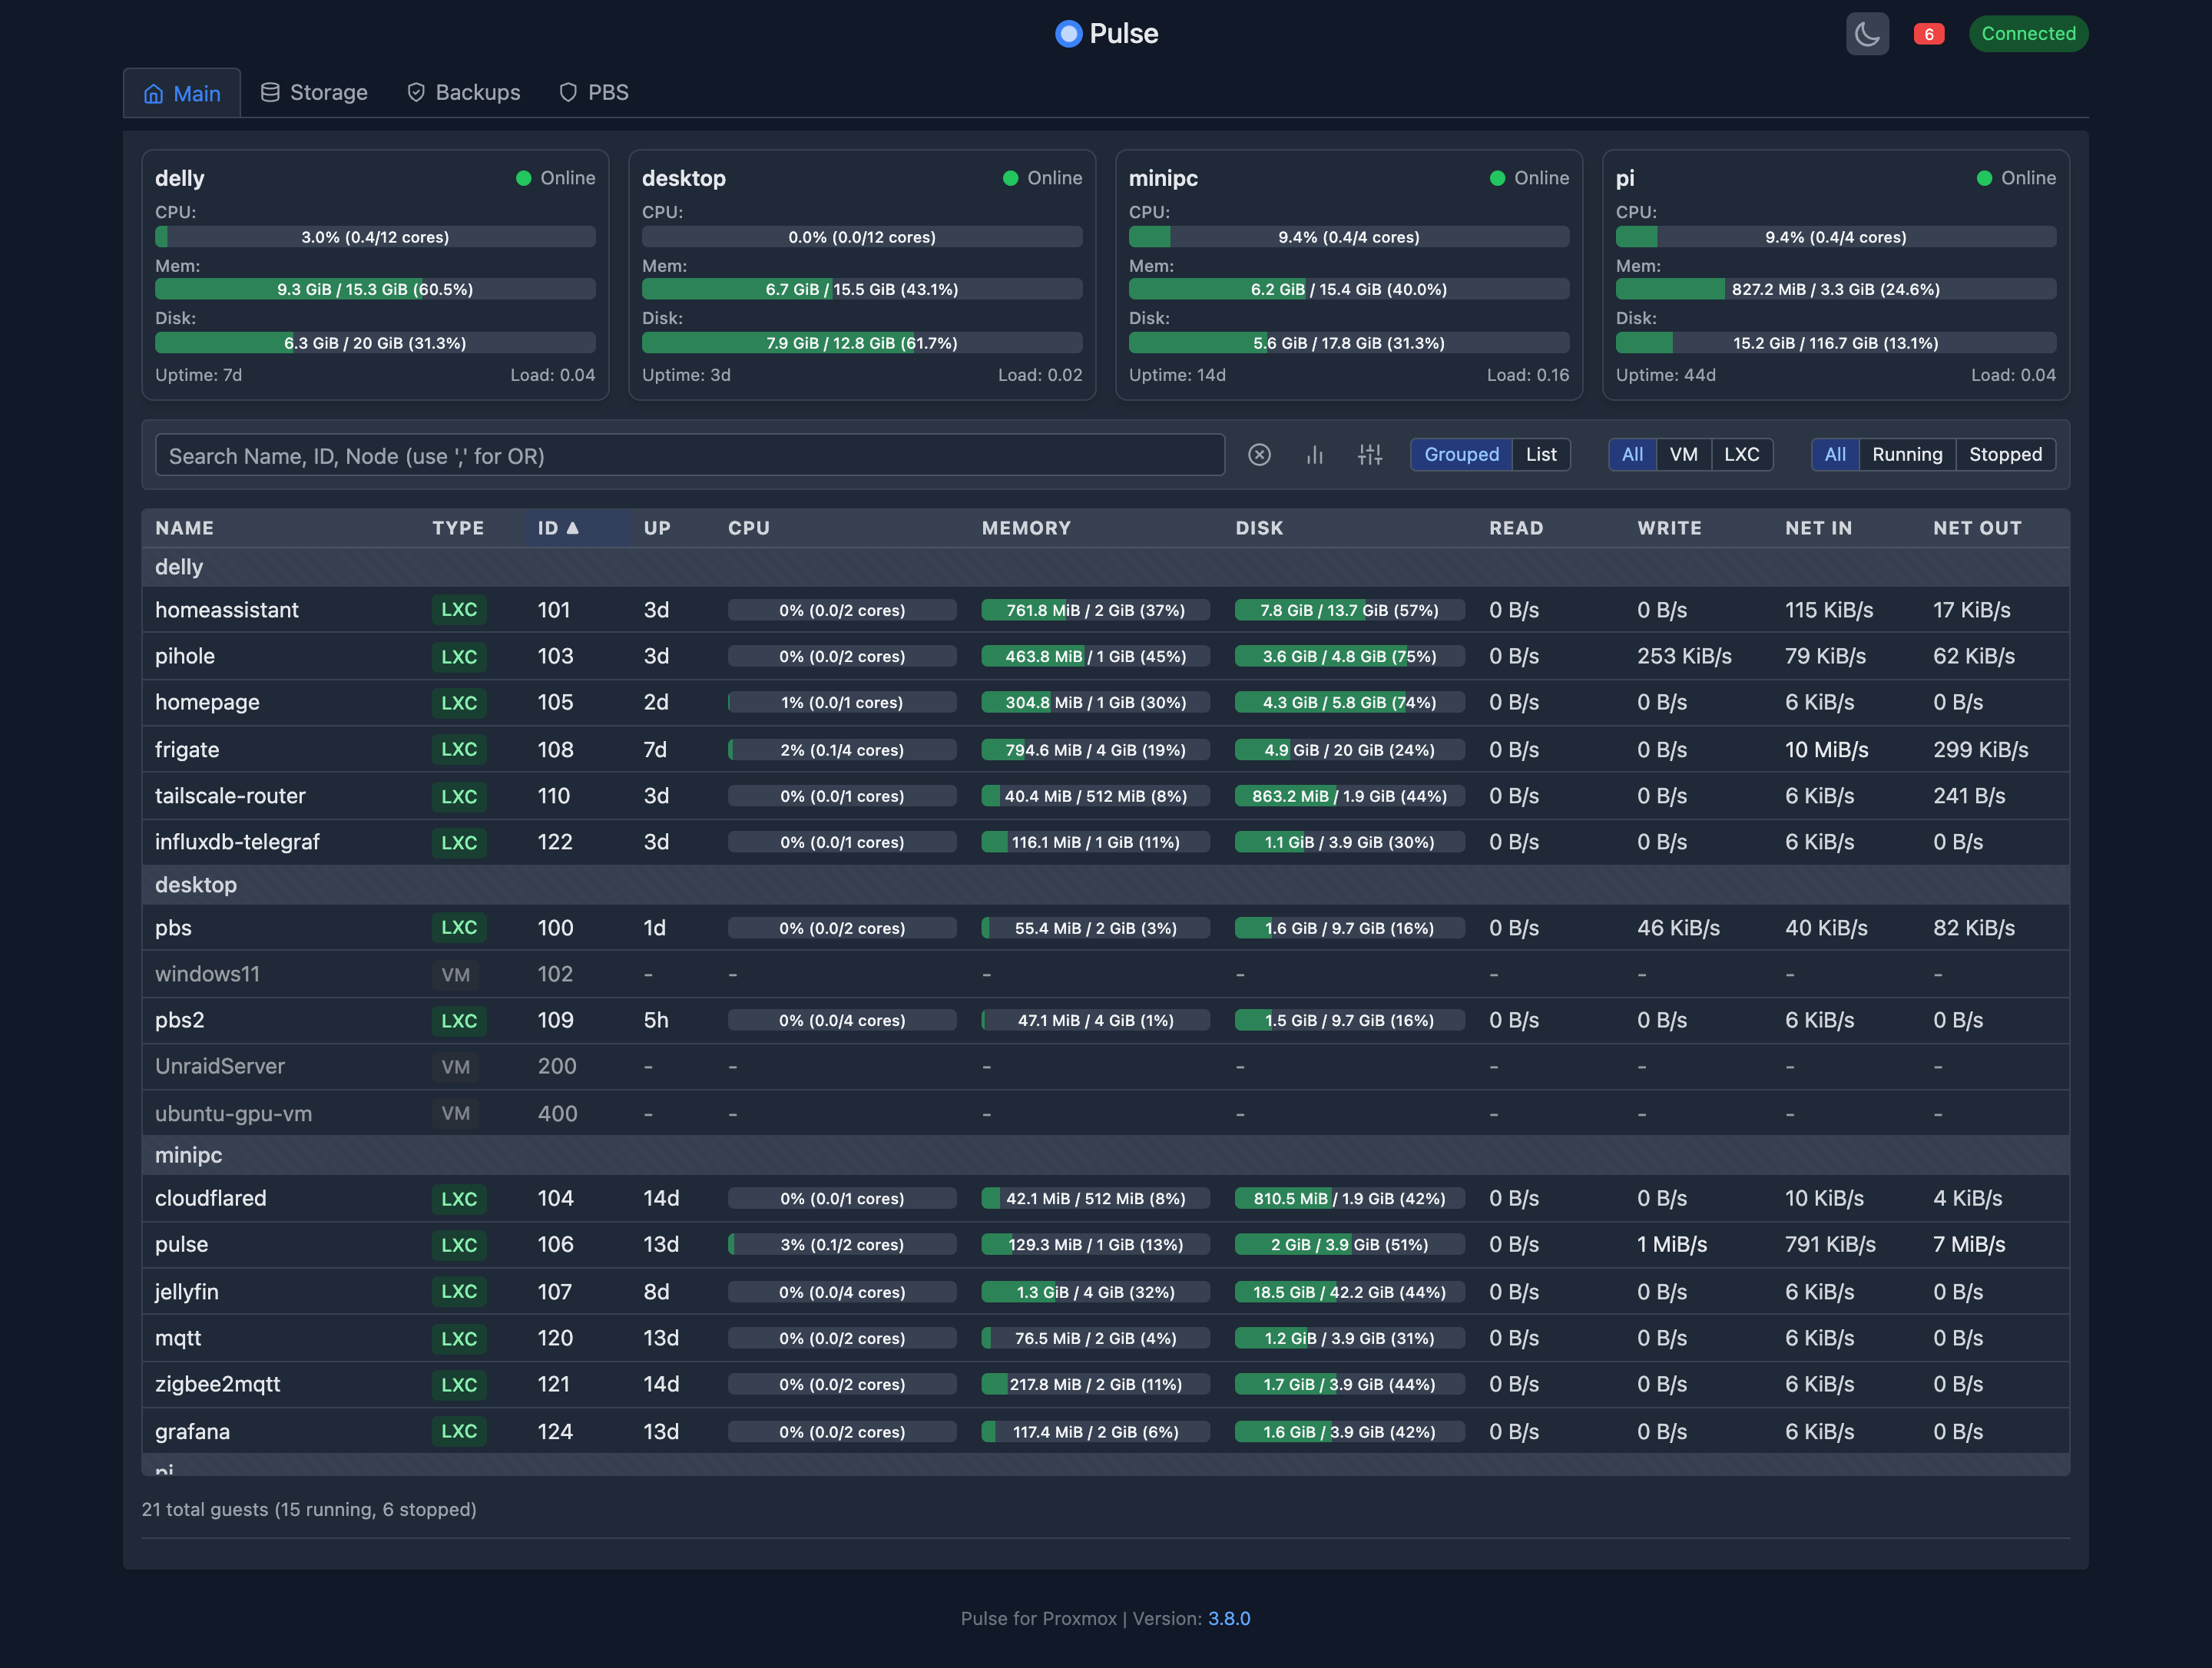 Pulse
6
Connected
Main Storage Backups PBS
delly Online
CPU:
3.0% (0.4/12 cores)
Mem:
9.3 GiB / 15.3 GiB (60.5%)
Disk:
6.3 GiB / 20 GiB (31.3%)
Uptime: 7d Load: 0.04
desktop Online
CPU:
0.0% (0.0/12 cores)
Mem:
6.7 GiB / 15.5 GiB (43.1%)
Disk:
7.9 GiB / 12.8 GiB (61.7%)
Uptime: 3d Load: 0.02
minipc Online
CPU:
9.4% (0.4/4 cores)
Mem:
6.2 GiB / 15.4 GiB (40.0%)
Disk:
5.6 GiB / 17.8 GiB (31.3%)
Uptime: 14d Load: 0.16
pi Online
CPU:
9.4% (0.4/4 cores)
Mem:
827.2 MiB / 3.3 GiB (24.6%)
Disk:
15.2 GiB / 116.7 GiB (13.1%)
Uptime: 44d Load: 0.04
Search Name, ID, Node (use ',' for OR) Grouped List All VM LXC All Running Stopped
NAME TYPE ID ▲ UP CPU MEMORY DISK READ WRITE NET IN NET OUT
delly
homeassistant LXC 101 3d 0% (0.0/2 cores) 761.8 MiB / 2 GiB (37%) 7.8 GiB / 13.7 GiB (57%) 0 B/s 0 B/s 115 KiB/s 17 KiB/s
pihole LXC 103 3d 0% (0.0/2 cores) 463.8 MiB / 1 GiB (45%) 3.6 GiB / 4.8 GiB (75%) 0 B/s 253 KiB/s 79 KiB/s 62 KiB/s
homepage LXC 105 2d 1% (0.0/1 cores) 304.8 MiB / 1 GiB (30%) 4.3 GiB / 5.8 GiB (74%) 0 B/s 0 B/s 6 KiB/s 0 B/s
frigate LXC 108 7d 2% (0.1/4 cores) 794.6 MiB / 4 GiB (19%) 4.9 GiB / 20 GiB (24%) 0 B/s 0 B/s 10 MiB/s 299 KiB/s
tailscale-router LXC 110 3d 0% (0.0/1 cores) 40.4 MiB / 512 MiB (8%) 863.2 MiB / 1.9 GiB (44%) 0 B/s 0 B/s 6 KiB/s 241 B/s
influxdb-telegraf LXC 122 3d 0% (0.0/1 cores) 116.1 MiB / 1 GiB (11%) 1.1 GiB / 3.9 GiB (30%) 0 B/s 0 B/s 6 KiB/s 0 B/s
desktop
pbs LXC 100 1d 0% (0.0/2 cores) 55.4 MiB / 2 GiB (3%) 1.6 GiB / 9.7 GiB (16%) 0 B/s 46 KiB/s 40 KiB/s 82 KiB/s
windows11 VM 102 - - - - - - - -
pbs2 LXC 109 5h 0% (0.0/4 cores) 47.1 MiB / 4 GiB (1%) 1.5 GiB / 9.7 GiB (16%) 0 B/s 0 B/s 6 KiB/s 0 B/s
UnraidServer VM 200 - - - - - - - -
ubuntu-gpu-vm VM 400 - - - - - - - -
minipc
cloudflared LXC 104 14d 0% (0.0/1 cores) 42.1 MiB / 512 MiB (8%) 810.5 MiB / 1.9 GiB (42%) 0 B/s 0 B/s 10 KiB/s 4 KiB/s
pulse LXC 106 13d 3% (0.1/2 cores) 129.3 MiB / 1 GiB (13%) 2 GiB / 3.9 GiB (51%) 0 B/s 1 MiB/s 791 KiB/s 7 MiB/s
jellyfin LXC 107 8d 0% (0.0/4 cores) 1.3 GiB / 4 GiB (32%) 18.5 GiB / 42.2 GiB (44%) 0 B/s 0 B/s 6 KiB/s 0 B/s
mqtt LXC 120 13d 0% (0.0/2 cores) 76.5 MiB / 2 GiB (4%) 1.2 GiB / 3.9 GiB (31%) 0 B/s 0 B/s 6 KiB/s 0 B/s
zigbee2mqtt LXC 121 14d 0% (0.0/2 cores) 217.8 MiB / 2 GiB (11%) 1.7 GiB / 3.9 GiB (44%) 0 B/s 0 B/s 6 KiB/s 0 B/s
grafana LXC 124 13d 0% (0.0/2 cores) 117.4 MiB / 2 GiB (6%) 1.6 GiB / 3.9 GiB (42%) 0 B/s 0 B/s 6 KiB/s 0 B/s
pi
21 total guests (15 running, 6 stopped)
Pulse for Proxmox | Version: 3.8.0